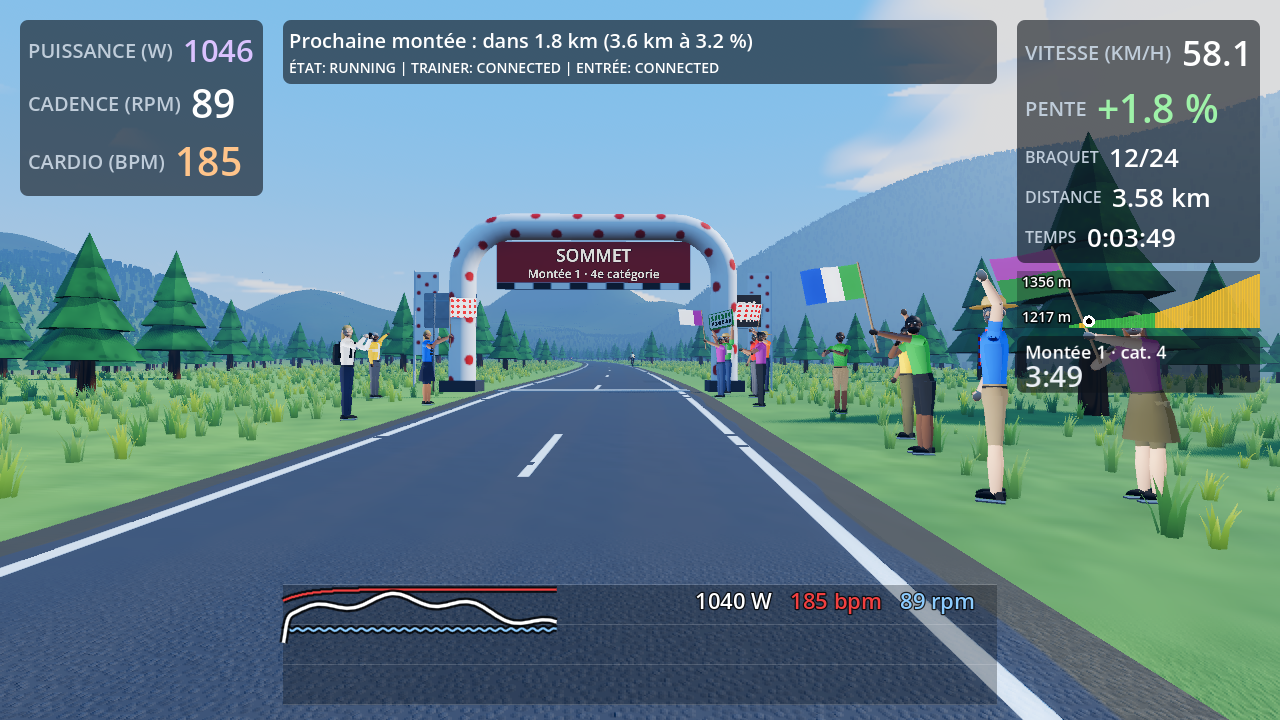 PUISSANCE (W) 1046
CADENCE (RPM) 89
CARDIO (BPM) 185
Prochaine montée : dans 1.8 km (3.6 km à 3.2 %)
ÉTAT: RUNNING | TRAINER: CONNECTED | ENTRÉE: CONNECTED
VITESSE (KM/H) 58.1
PENTE +1.8 %
BRAQUET 12/24
DISTANCE 3.58 km
TEMPS 0:03:49
1356 m
1217 m
Montée 1 · cat. 4
3:49
SOMMET
Montée 1 · 4e catégorie
1040 W 185 bpm 89 rpm